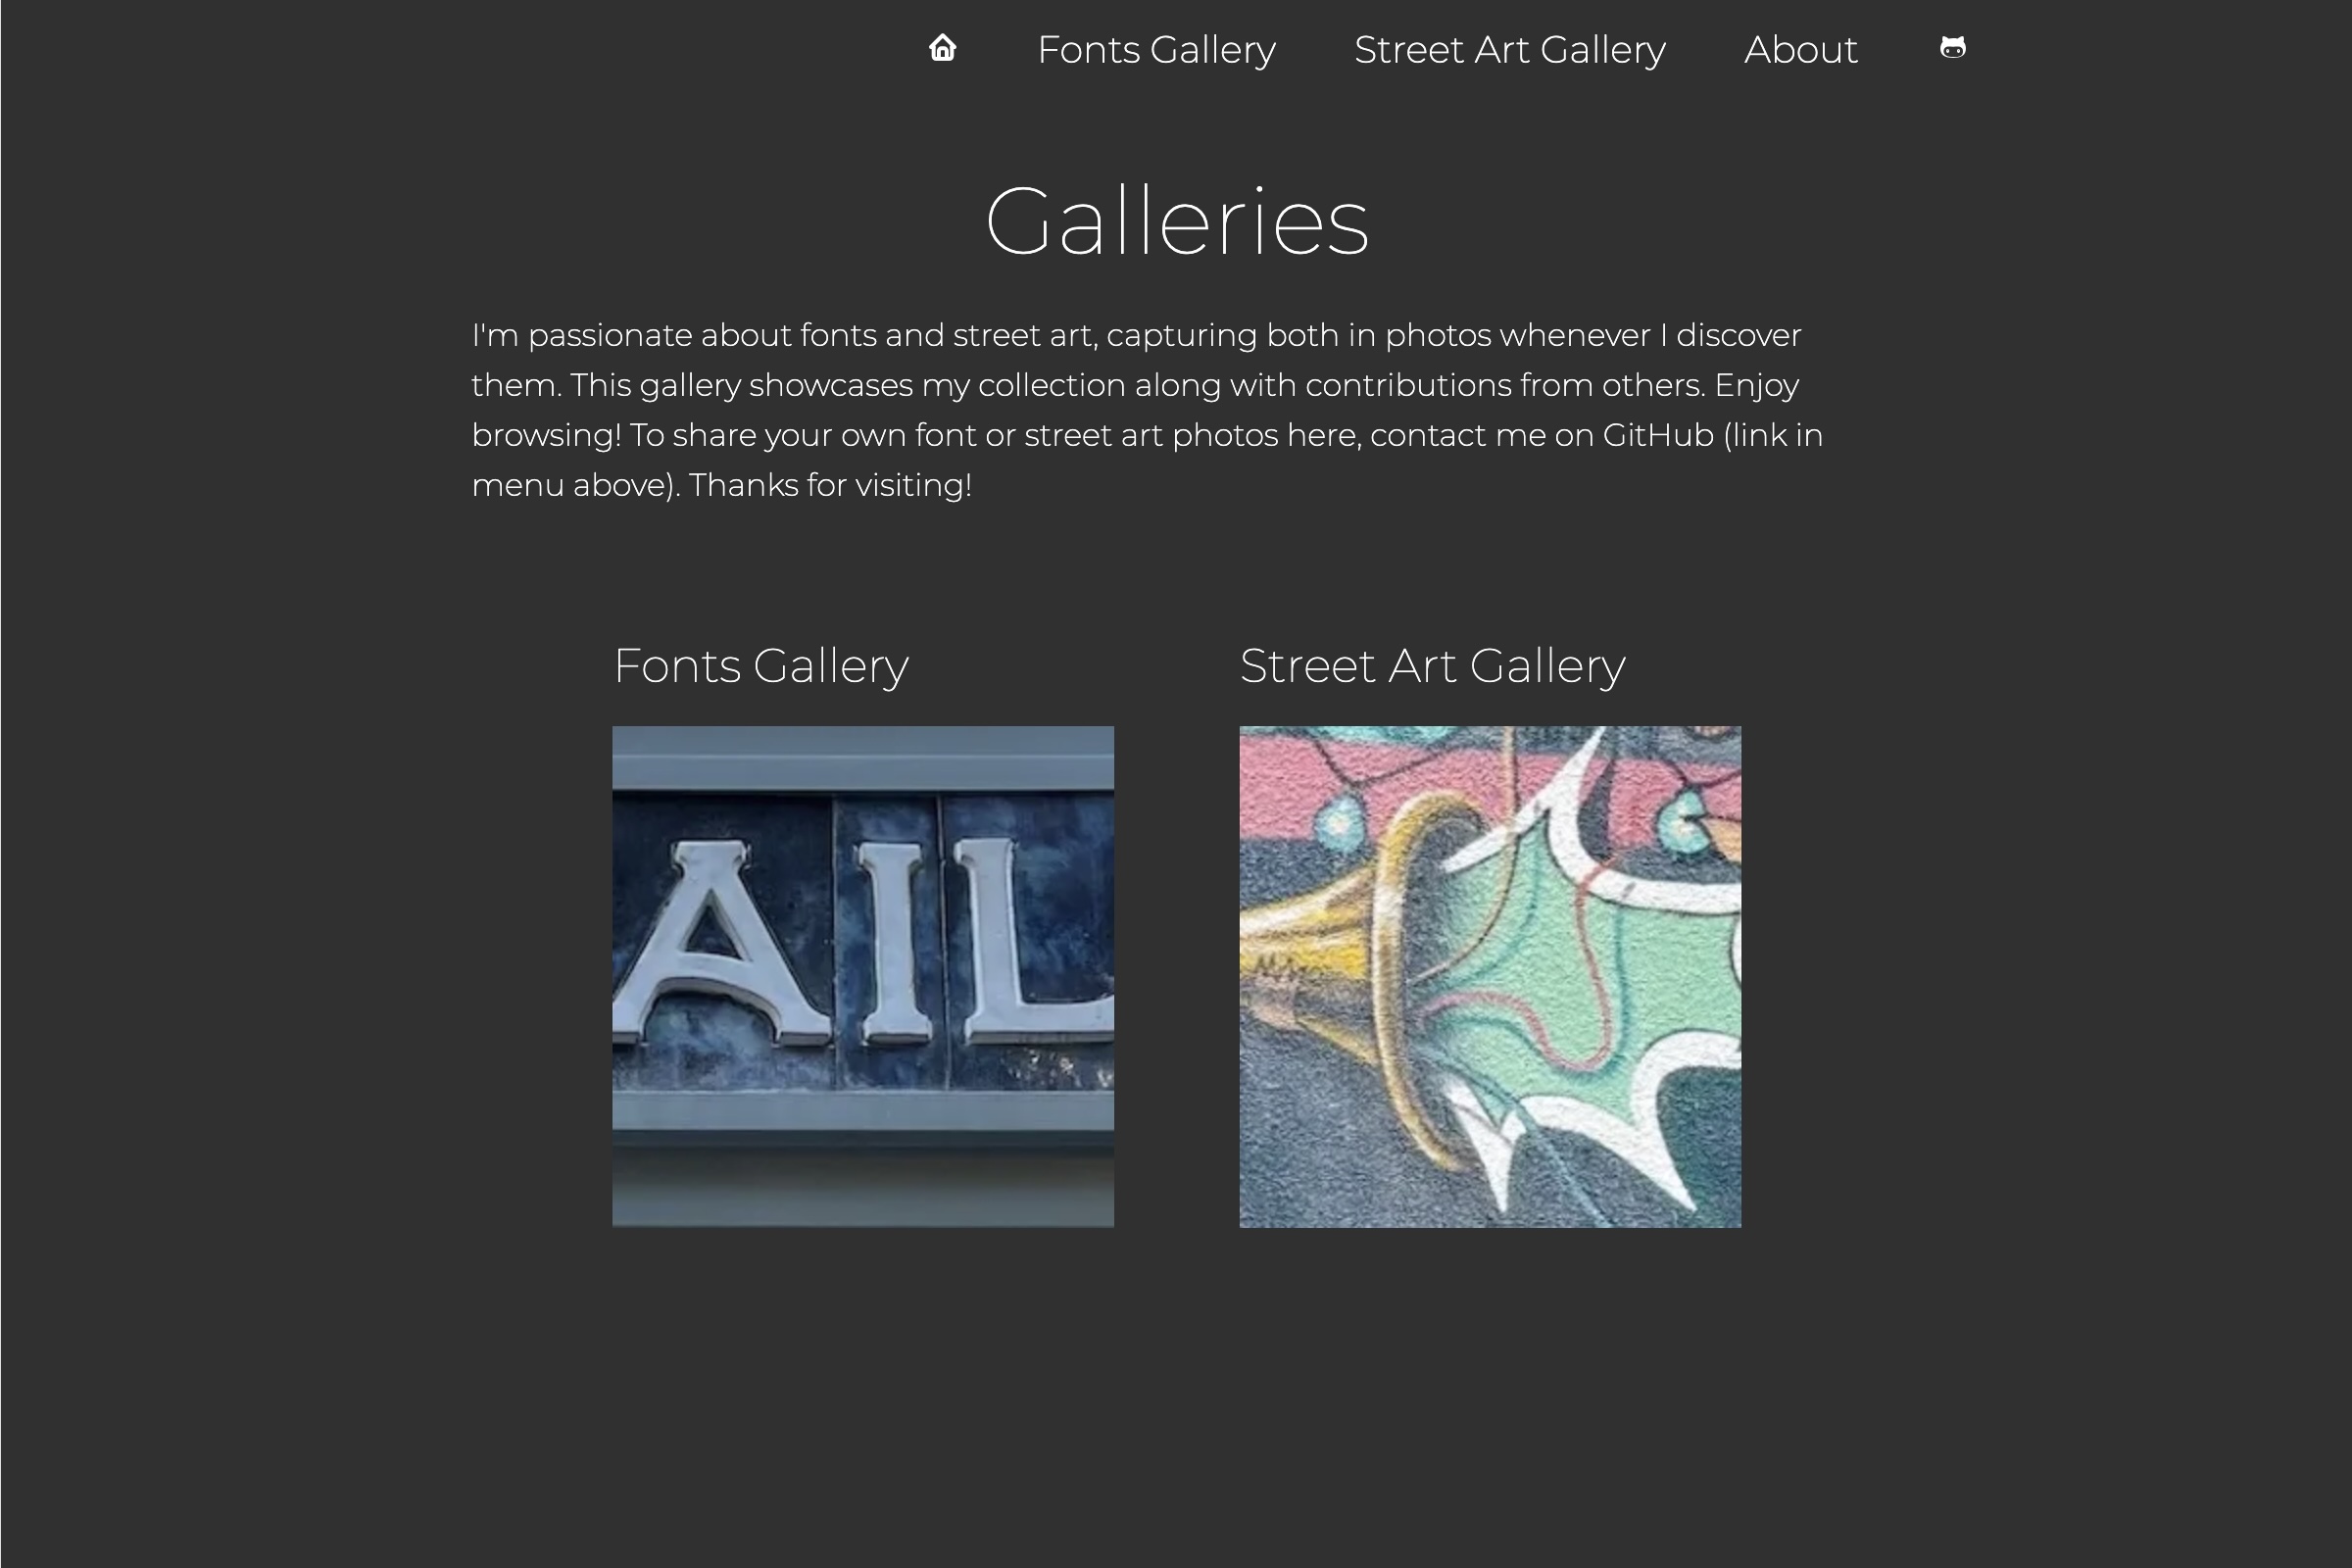 Fonts Gallery Street Art Gallery About
Galleries
I'm passionate about fonts and street art, capturing both in photos whenever I discover
them. This gallery showcases my collection along with contributions from others. Enjoy
browsing! To share your own font or street art photos here, contact me on GitHub (link in
menu above). Thanks for visiting!
Fonts Gallery
Street Art Gallery
AIL